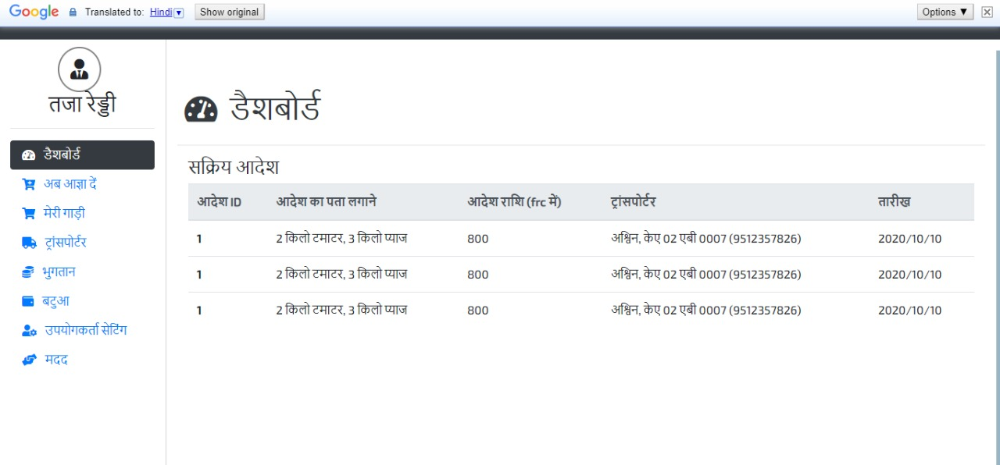 Google Translated to: Hindi Show original Options ▼
तजा रेड्डी
डैशबोर्ड
अब आज्ञा दें
मेरी गाड़ी
ट्रांसपोर्टर
भुगतान
बटुआ
उपयोगकर्ता सेटिंग
मदद
डैशबोर्ड
सक्रिय आदेश
आदेश ID आदेश का पता लगाने आदेश राशि (frc में) ट्रांसपोर्टर तारीख
1 2 किलो टमाटर, 3 किलो प्याज 800 अश्विन, केए 02 एबी 0007 (9512357826) 2020/10/10
1 2 किलो टमाटर, 3 किलो प्याज 800 अश्विन, केए 02 एबी 0007 (9512357826) 2020/10/10
1 2 किलो टमाटर, 3 किलो प्याज 800 अश्विन, केए 02 एबी 0007 (9512357826) 2020/10/10